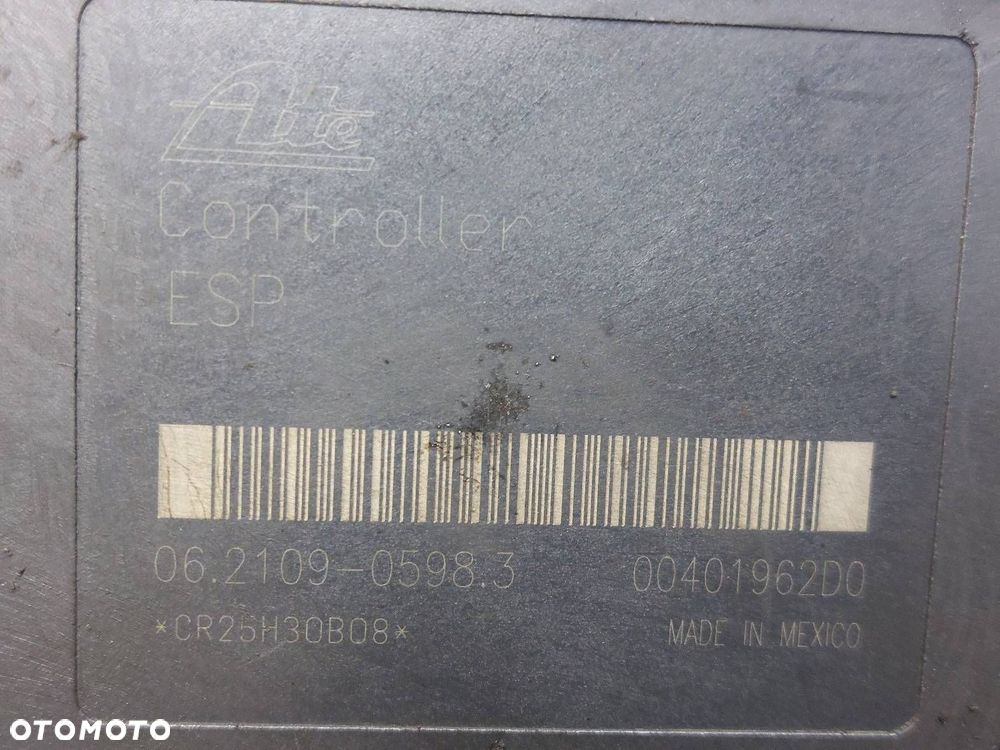 Ate
Controller
ESP
06.2109-0598.3 00401962D0
*CR25H30B08* MADE IN MEXICO
OTOMOTO